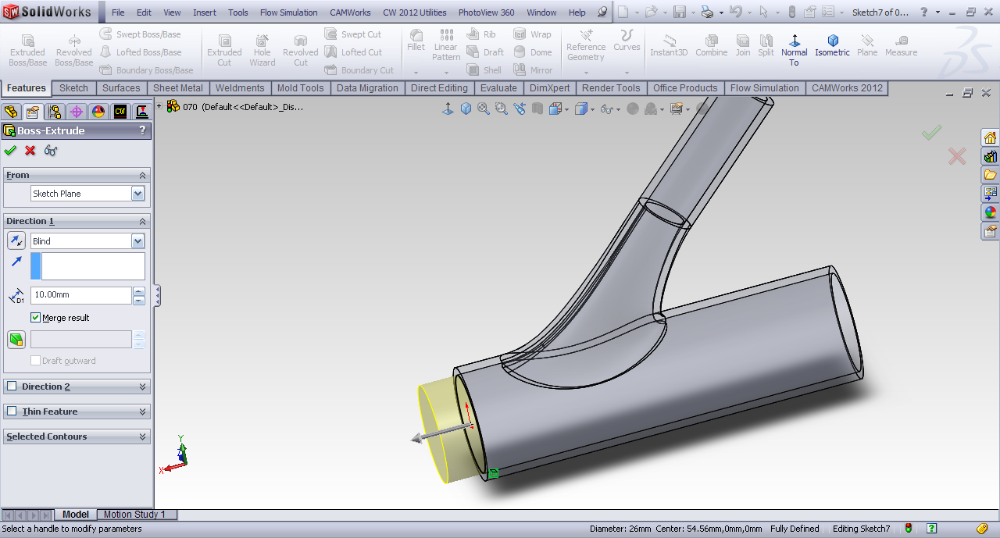 SolidWorks File Edit View Insert Tools Flow Simulation CAMWorks CW 2012 Utilities PhotoView 360 Window Help Sketch7 of 0... ?
Extruded Boss/Base
Revolved Boss/Base
Swept Boss/Base
Lofted Boss/Base
Boundary Boss/Base
Extruded Cut
Hole Wizard
Revolved Cut
Swept Cut
Lofted Cut
Boundary Cut
Fillet
Linear Pattern
Rib
Draft
Shell
Wrap
Dome
Mirror
Reference Geometry
Curves
Instant3D
Combine
Join
Split
Normal To
Isometric
Plane
Measure
Features Sketch Surfaces Sheet Metal Weldments Mold Tools Data Migration Direct Editing Evaluate DimXpert Render Tools Office Products Flow Simulation CAMWorks 2012
CW
070 (Default<<Default>_Dis...
Boss-Extrude ?
From
Sketch Plane
Direction 1
Blind
D1
10.00mm
Merge result
Draft outward
Direction 2
Thin Feature
Selected Contours
Y
X
Model Motion Study 1
Select a handle to modify parameters Diameter: 26mm Center: 54.56mm,0mm,0mm Fully Defined Editing Sketch7 ?